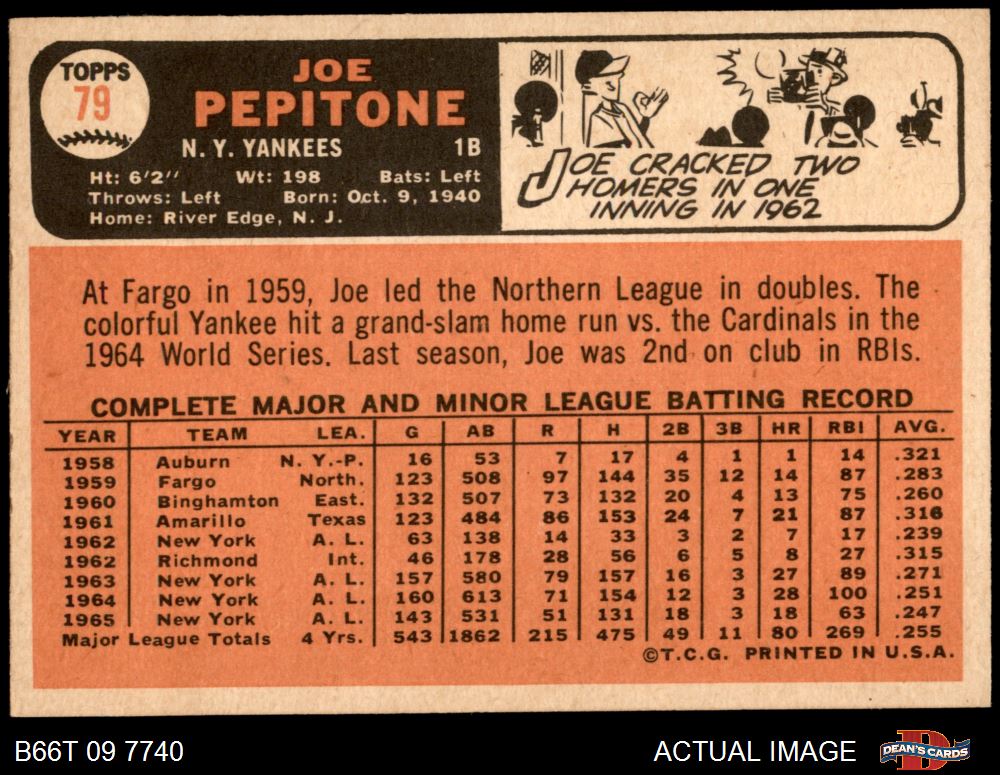 TOPPS
79
JOE
PEPITONE
N. Y. YANKEES 1B
Ht: 6'2'' Wt: 198 Bats: Left
Throws: Left Born: Oct. 9, 1940
Home: River Edge, N. J.
JOE CRACKED TWO
HOMERS IN ONE
INNING IN 1962
At Fargo in 1959, Joe led the Northern League in doubles. The
colorful Yankee hit a grand-slam home run vs. the Cardinals in the
1964 World Series. Last season, Joe was 2nd on club in RBIs.
COMPLETE MAJOR AND MINOR LEAGUE BATTING RECORD
YEAR TEAM LEA. G AB R H 2B 3B HR RBI AVG.
1958 Auburn N. Y.-P. 16 53 7 17 4 1 1 14 .321
1959 Fargo North. 123 508 97 144 35 12 14 87 .283
1960 Binghamton East. 132 507 73 132 20 4 13 75 .260
1961 Amarillo Texas 123 484 86 153 24 7 21 87 .316
1962 New York A. L. 63 138 14 33 3 2 7 17 .239
1962 Richmond Int. 46 178 28 56 6 5 8 27 .315
1963 New York A. L. 157 580 79 157 16 3 27 89 .271
1964 New York A. L. 160 613 71 154 12 3 28 100 .251
1965 New York A. L. 143 531 51 131 18 3 18 63 .247
Major League Totals 4 Yrs. 543 1862 215 475 49 11 80 269 .255
©T.C.G. PRINTED IN U.S.A.
B66T 09 7740 ACTUAL IMAGE D DEAN'S CARDS